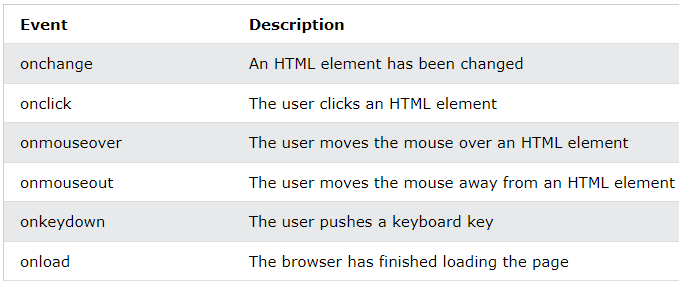 Event Description
onchange An HTML element has been changed
onclick The user clicks an HTML element
onmouseover The user moves the mouse over an HTML element
onmouseout The user moves the mouse away from an HTML element
onkeydown The user pushes a keyboard key
onload The browser has finished loading the page